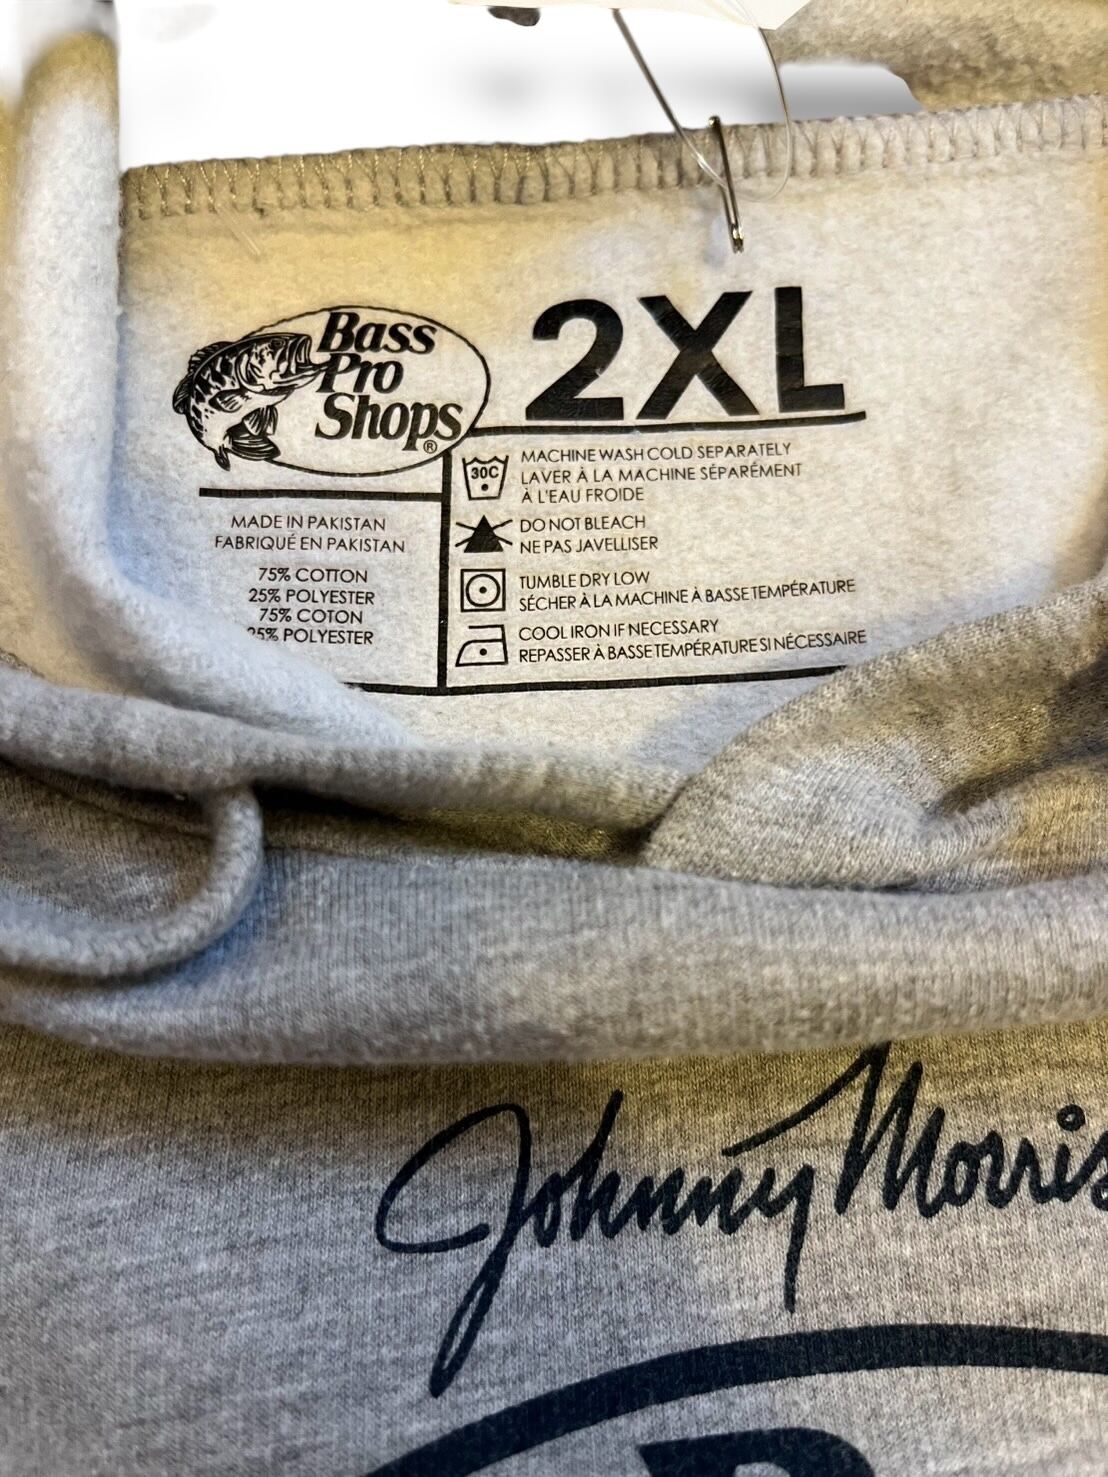 Bass
Pro
Shops®
2XL
30C
MACHINE WASH COLD SEPARATELY
LAVER À LA MACHINE SÉPARÉMENT
À L'EAU FROIDE
DO NOT BLEACH
NE PAS JAVELLISER
TUMBLE DRY LOW
SÉCHER À LA MACHINE À BASSE TEMPÉRATURE
COOL IRON IF NECESSARY
REPASSER À BASSE TEMPÉRATURE SI NÉCESSAIRE
MADE IN PAKISTAN
FABRIQUÉ EN PAKISTAN
75% COTTON
25% POLYESTER
75% COTON
25% POLYESTER
Johnny Morris